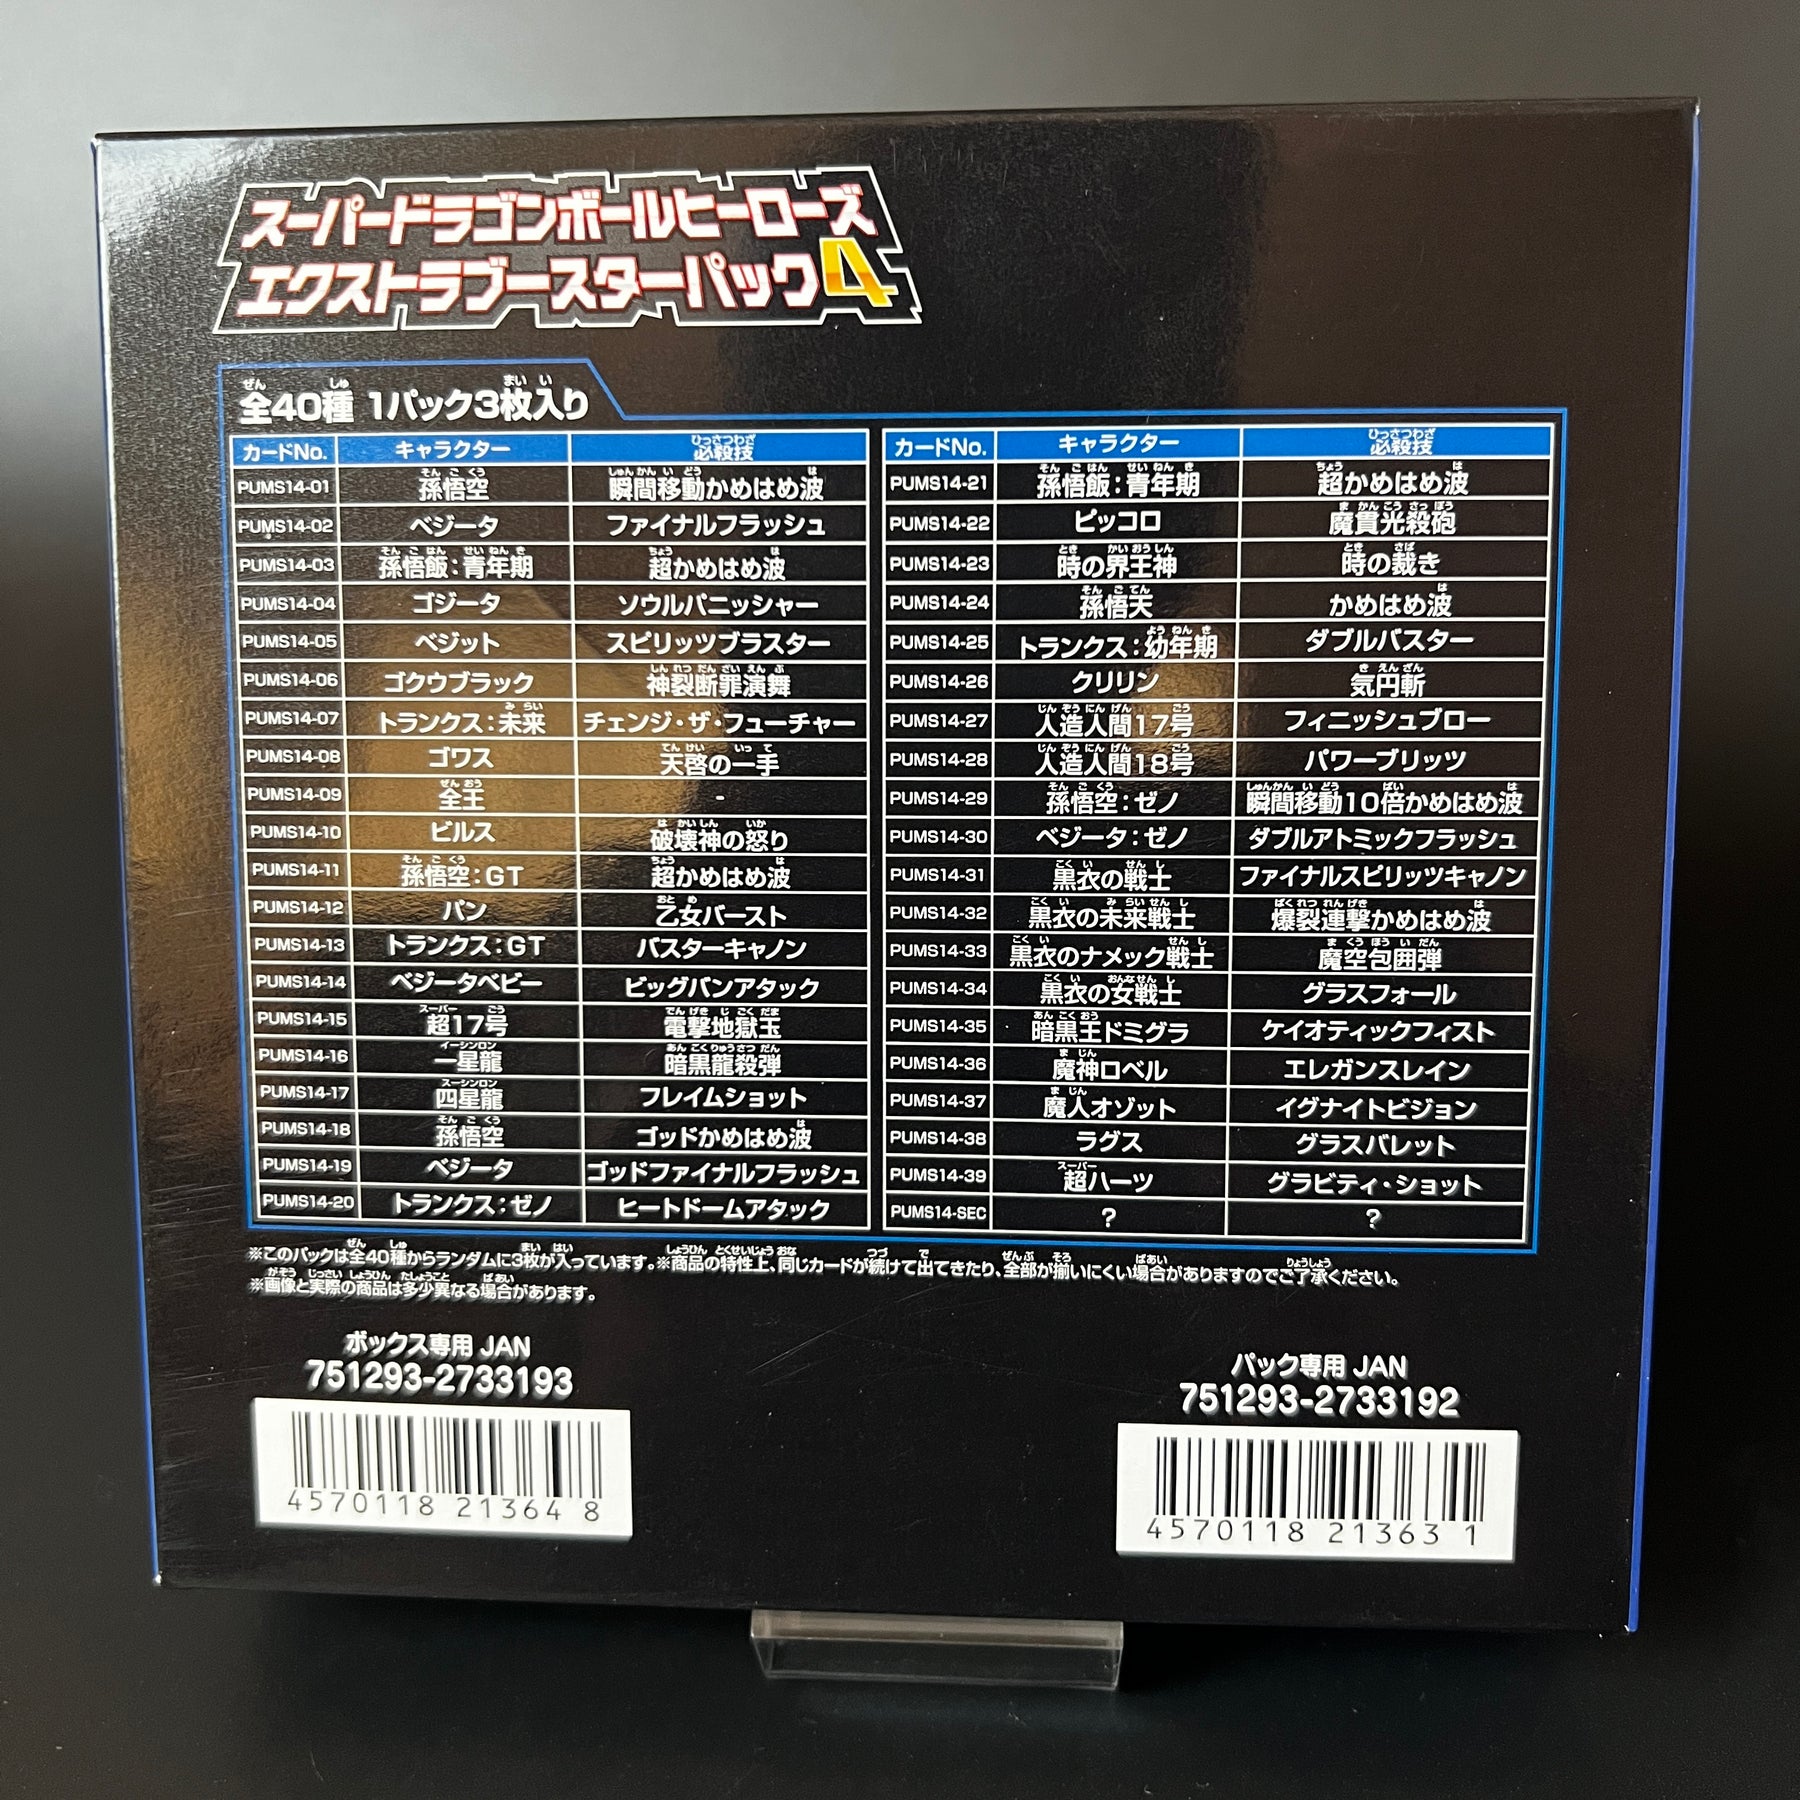 スーパードラゴンボールヒーローズ
エクストラブースターパック4
全40種 1パック3枚入り
カードNo. キャラクター 必殺技
PUMS14-01 孫悟空 瞬間移動かめはめ波
PUMS14-02 ベジータ ファイナルフラッシュ
PUMS14-03 孫悟飯:青年期 超かめはめ波
PUMS14-04 ゴジータ ソウルパニッシャー
PUMS14-05 ベジット スピリッツブラスター
PUMS14-06 ゴクウブラック 神裂断罪演舞
PUMS14-07 トランクス:未来 チェンジ・ザ・フューチャー
PUMS14-08 ゴワス 天啓の一手
PUMS14-09 全王 -
PUMS14-10 ビルス 破壊神の怒り
PUMS14-11 孫悟空:GT 超かめはめ波
PUMS14-12 パン 乙女バースト
PUMS14-13 トランクス:GT バスターキャノン
PUMS14-14 ベジータベビー ビッグバンアタック
PUMS14-15 超17号 電撃地獄玉
PUMS14-16 一星龍 暗黒龍殺弾
PUMS14-17 四星龍 フレイムショット
PUMS14-18 孫悟空 ゴッドかめはめ波
PUMS14-19 ベジータ ゴッドファイナルフラッシュ
PUMS14-20 トランクス:ゼノ ヒートドームアタック
カードNo. キャラクター 必殺技
PUMS14-21 孫悟飯:青年期 超かめはめ波
PUMS14-22 ピッコロ 魔貫光殺砲
PUMS14-23 時の界王神 時の裁き
PUMS14-24 孫悟天 かめはめ波
PUMS14-25 トランクス:幼年期 ダブルバスター
PUMS14-26 クリリン 気円斬
PUMS14-27 人造人間17号 フィニッシュブロー
PUMS14-28 人造人間18号 パワーブリッツ
PUMS14-29 孫悟空:ゼノ 瞬間移動10倍かめはめ波
PUMS14-30 ベジータ:ゼノ ダブルアトミックフラッシュ
PUMS14-31 黒衣の戦士 ファイナルスピリッツキャノン
PUMS14-32 黒衣の未来戦士 爆裂連撃かめはめ波
PUMS14-33 黒衣のナメック戦士 魔空包囲弾
PUMS14-34 黒衣の女戦士 グラスフォール
PUMS14-35 暗黒王ドミグラ ケイオティックフィスト
PUMS14-36 魔神ロベル エレガンスレイン
PUMS14-37 魔人オゾット イグナイトビジョン
PUMS14-38 ラグス グラスバレット
PUMS14-39 超ハーツ グラビティ・ショット
PUMS14-SEC ? ?
※このパックは全40種からランダムに3枚が入っています。※商品の特性上、同じカードが続けて出てきたり、全部が揃いにくい場合がありますのでご了承ください。
※画像と実際の商品は多少異なる場合があります。
ボックス専用 JAN
751293-2733193
4570118 21364 8
パック専用 JAN
751293-2733192
4570118 21363 1